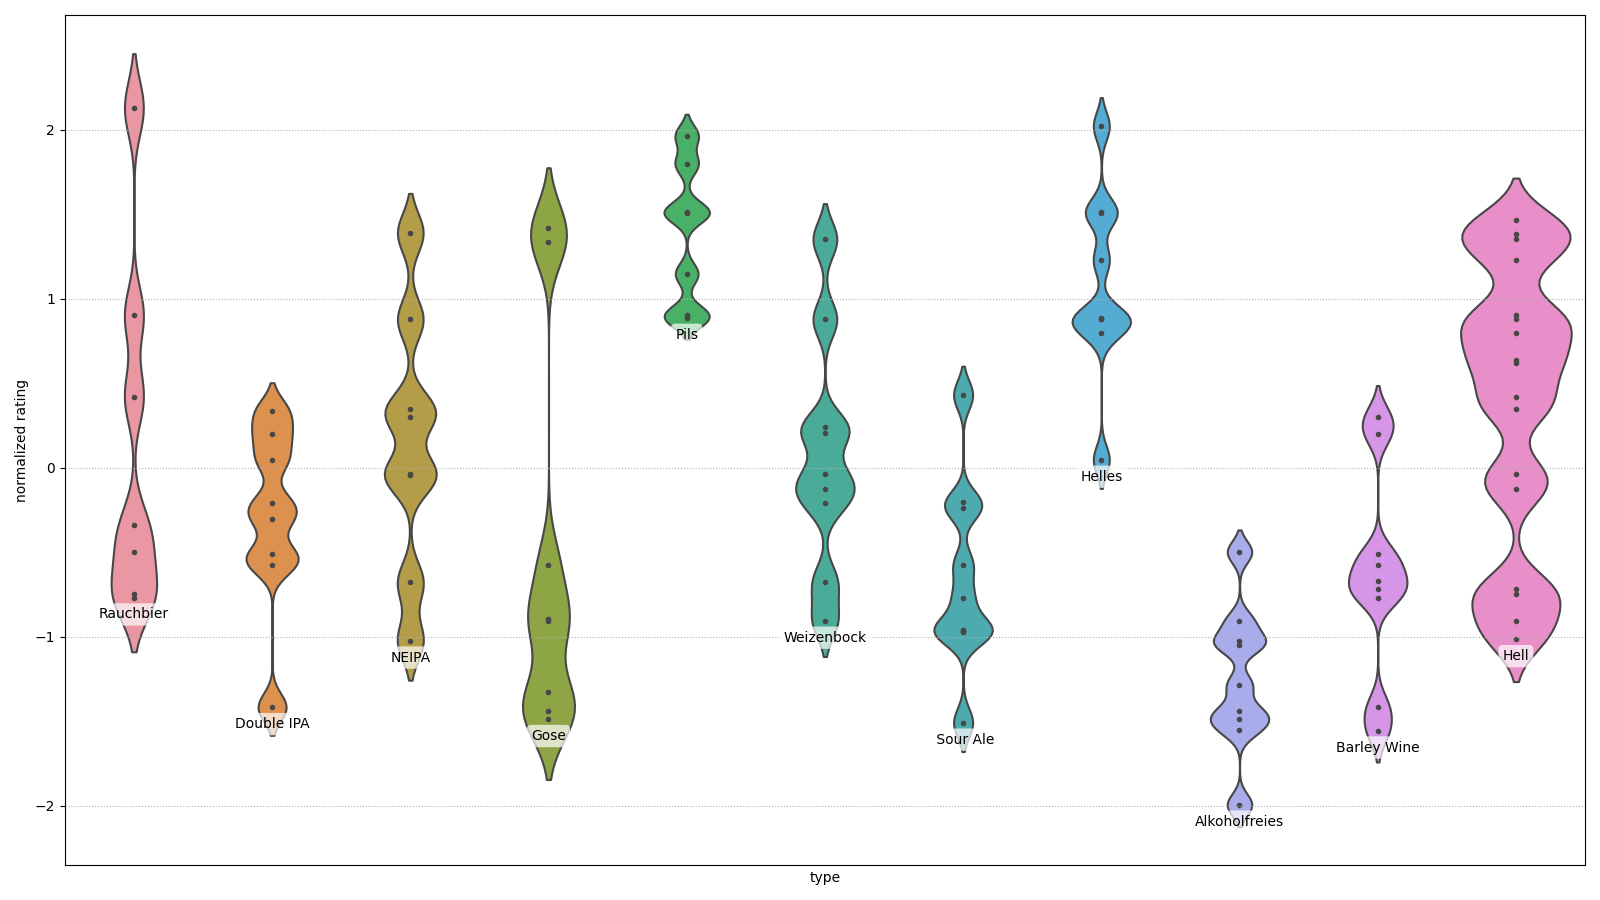 2
1
0
−1
−2
normalized rating
Rauchbier
Double IPA
NEIPA
Gose
Pils
Weizenbock
Sour Ale
Helles
Alkoholfreies
Barley Wine
Hell
type